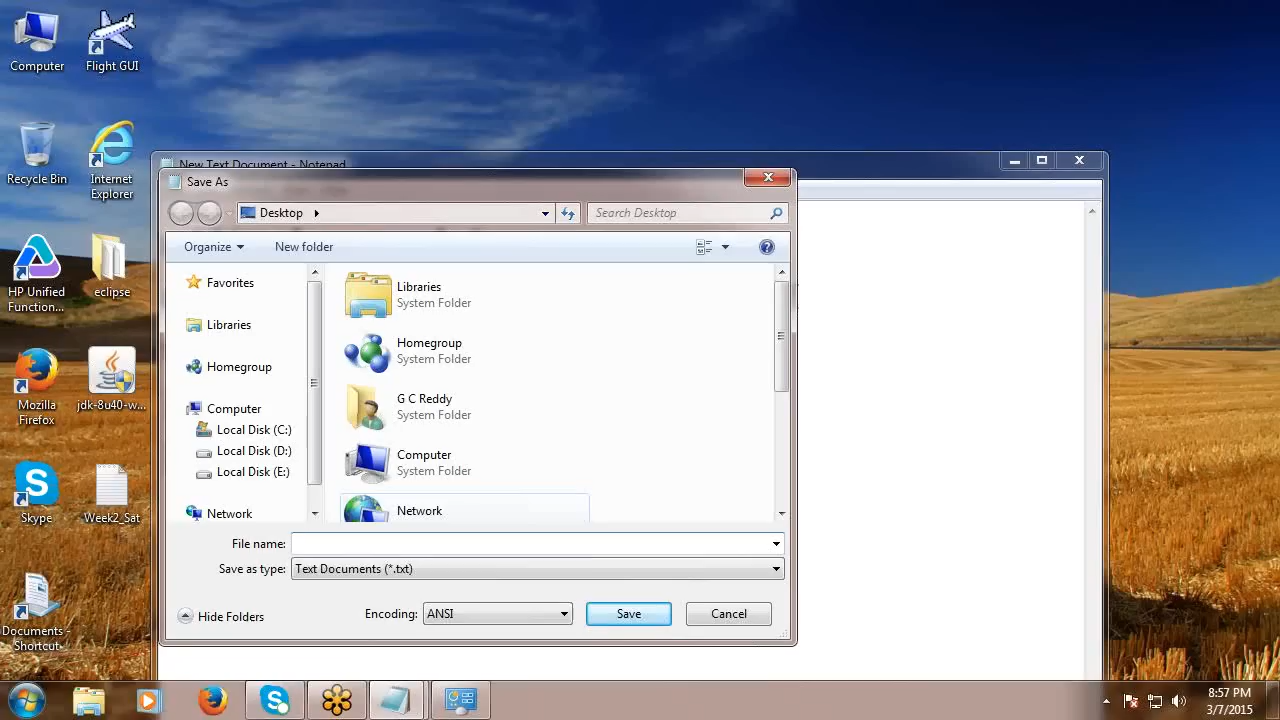 Computer
Flight GUI
Recycle Bin
Internet
Explorer
HP Unified
Function...
eclipse
Mozilla
Firefox
jdk-8u40-w...
Skype
Week2_Sat
Documents -
Shortcut
New Text Document - Notepad
Save As
Desktop
Search Desktop
Organize
New folder
Favorites
Libraries
Homegroup
Computer
Local Disk (C:)
Local Disk (D:)
Local Disk (E:)
Network
Libraries
System Folder
Homegroup
System Folder
G C Reddy
System Folder
Computer
System Folder
Network
File name:
Save as type: Text Documents (*.txt)
Hide Folders
Encoding: ANSI
Save
Cancel
8:57 PM
3/7/2015